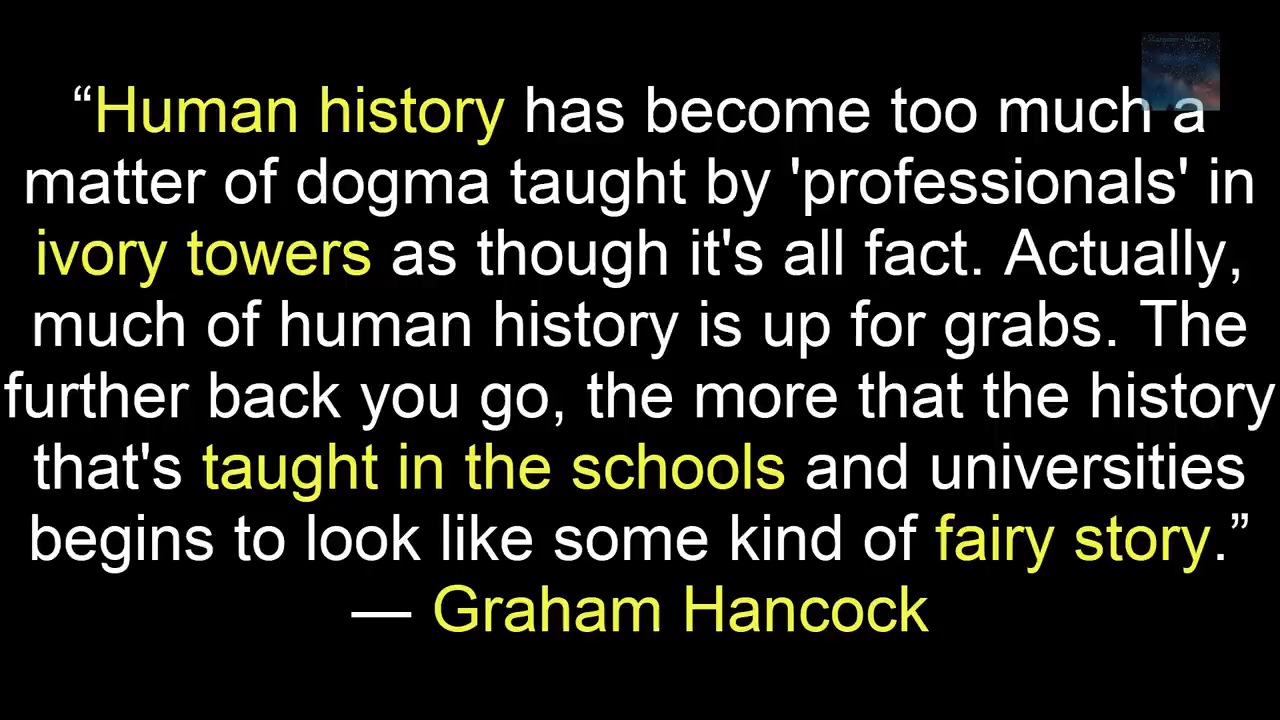 “Human history has become too much a
matter of dogma taught by 'professionals' in
ivory towers as though it's all fact. Actually,
much of human history is up for grabs. The
further back you go, the more that the history
that's taught in the schools and universities
begins to look like some kind of fairy story.”
— Graham Hancock